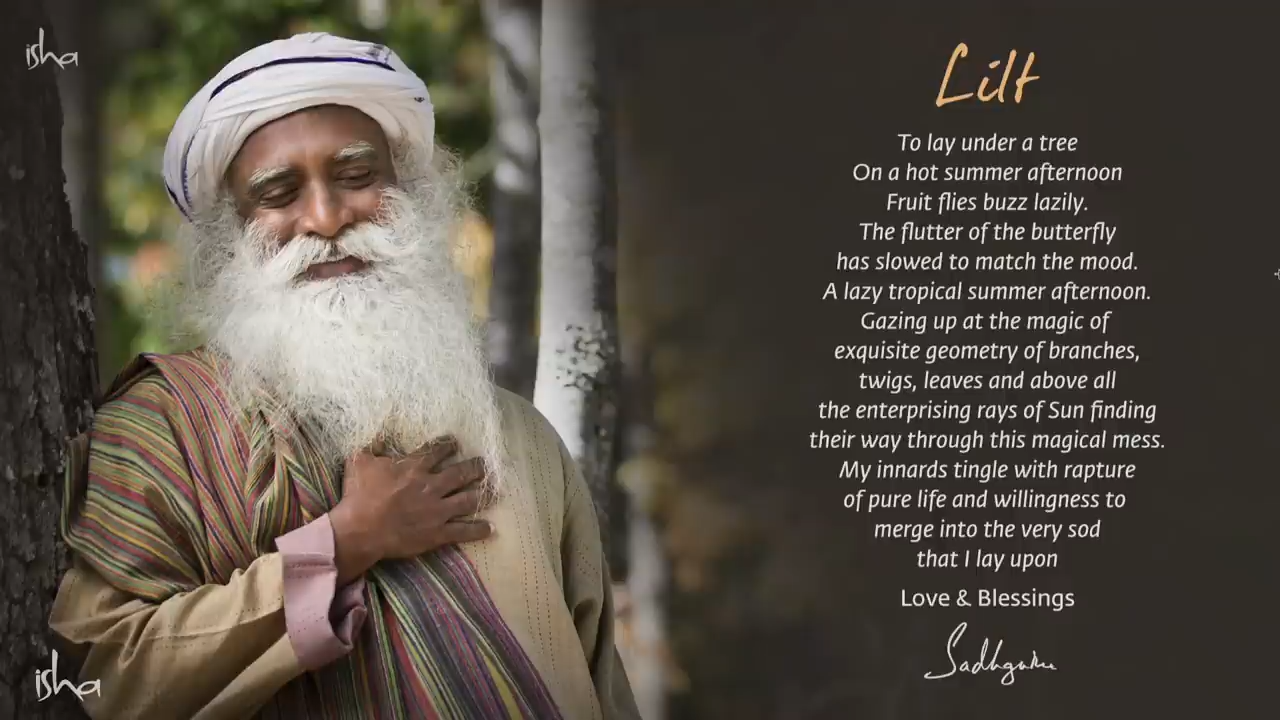 isha
Lilt
To lay under a tree
On a hot summer afternoon
Fruit flies buzz lazily.
The flutter of the butterfly
has slowed to match the mood.
A lazy tropical summer afternoon.
Gazing up at the magic of
exquisite geometry of branches,
twigs, leaves and above all
the enterprising rays of Sun finding
their way through this magical mess.
My innards tingle with rapture
of pure life and willingness to
merge into the very sod
that I lay upon
Love & Blessings
Sadhguru
isha